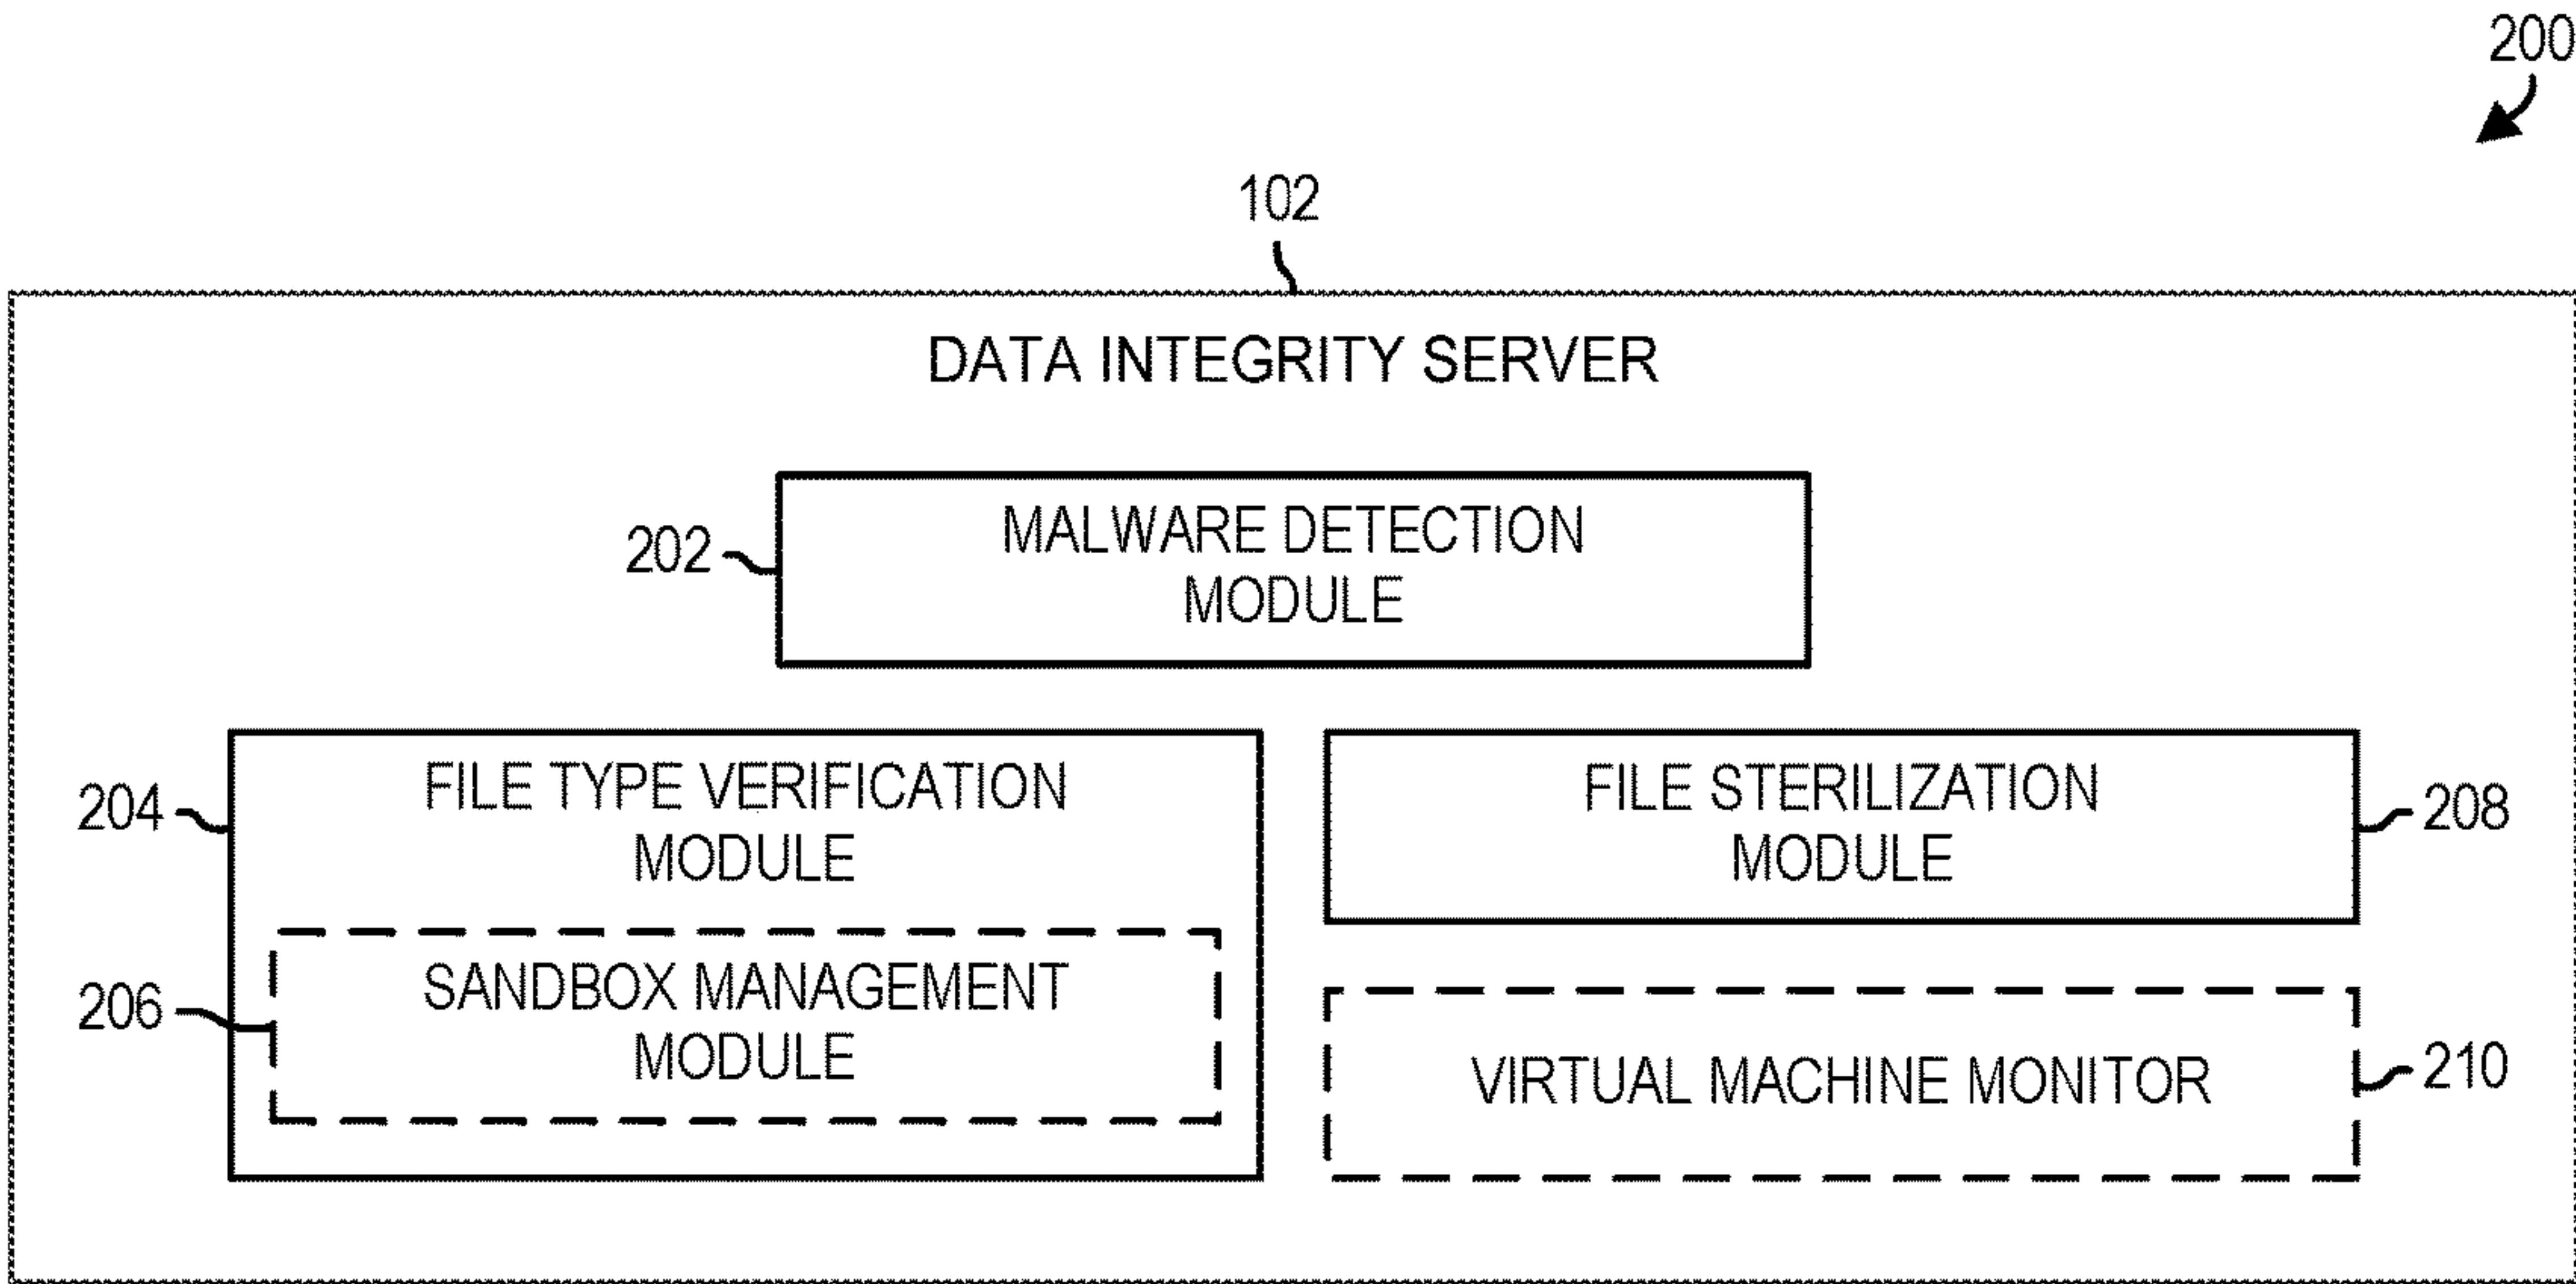 200
102
DATA INTEGRITY SERVER
202
MALWARE DETECTION
MODULE
204
FILE TYPE VERIFICATION
MODULE
206
SANDBOX MANAGEMENT
MODULE
FILE STERILIZATION
MODULE
208
VIRTUAL MACHINE MONITOR
210